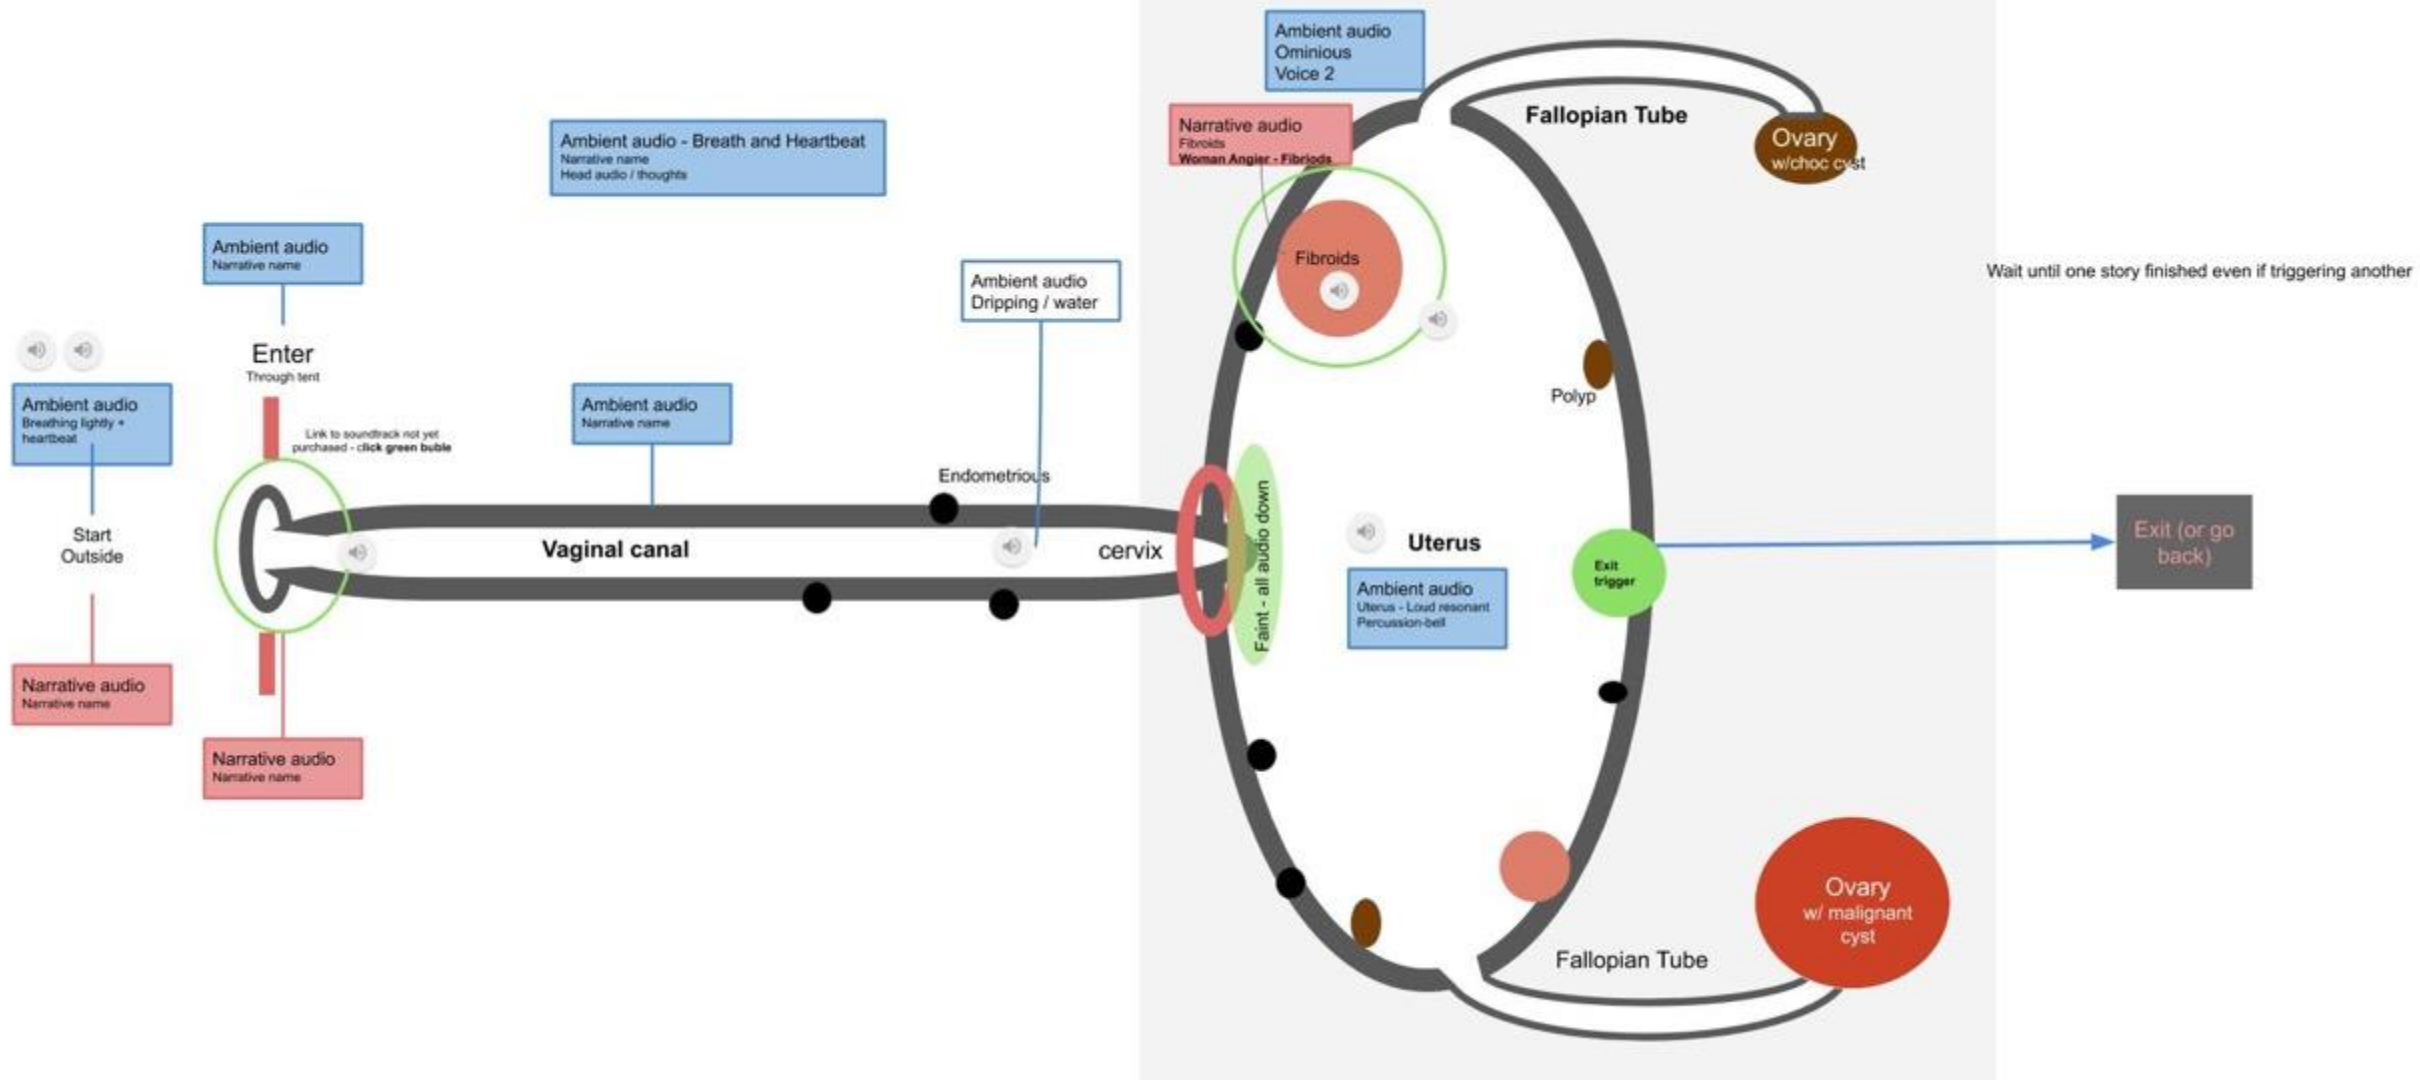 Ambient audio
Ominious
Voice 2
Narrative audio
Fibroids
Woman Angier - Fibriods
Fallopian Tube
Ovary
w/choc cyst
Ambient audio - Breath and Heartbeat
Narrative name
Head audio / thoughts
Ambient audio
Narrative name
Ambient audio
Dripping / water
Fibroids
Wait until one story finished even if triggering another
Enter
Through tent
Ambient audio
Breathing lightly +
heartbeat
Ambient audio
Narrative name
Polyp
Link to soundtrack not yet
purchased - click green buble
Endometrious
Start
Outside
Vaginal canal
cervix
Faint - all audio down
Uterus
Ambient audio
Uterus - Loud resonant
Percussion-bell
Exit
trigger
Exit (or go
back)
Narrative audio
Narrative name
Narrative audio
Narrative name
Ovary
w/ malignant
cyst
Fallopian Tube